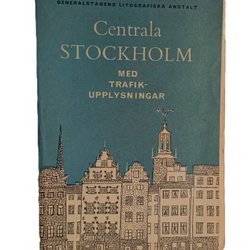 GENERALSTABENS LITOGRAFISKA ANSTALT
Centrala
STOCKHOLM
MED
TRAFIK-
UPPLYSNINGAR